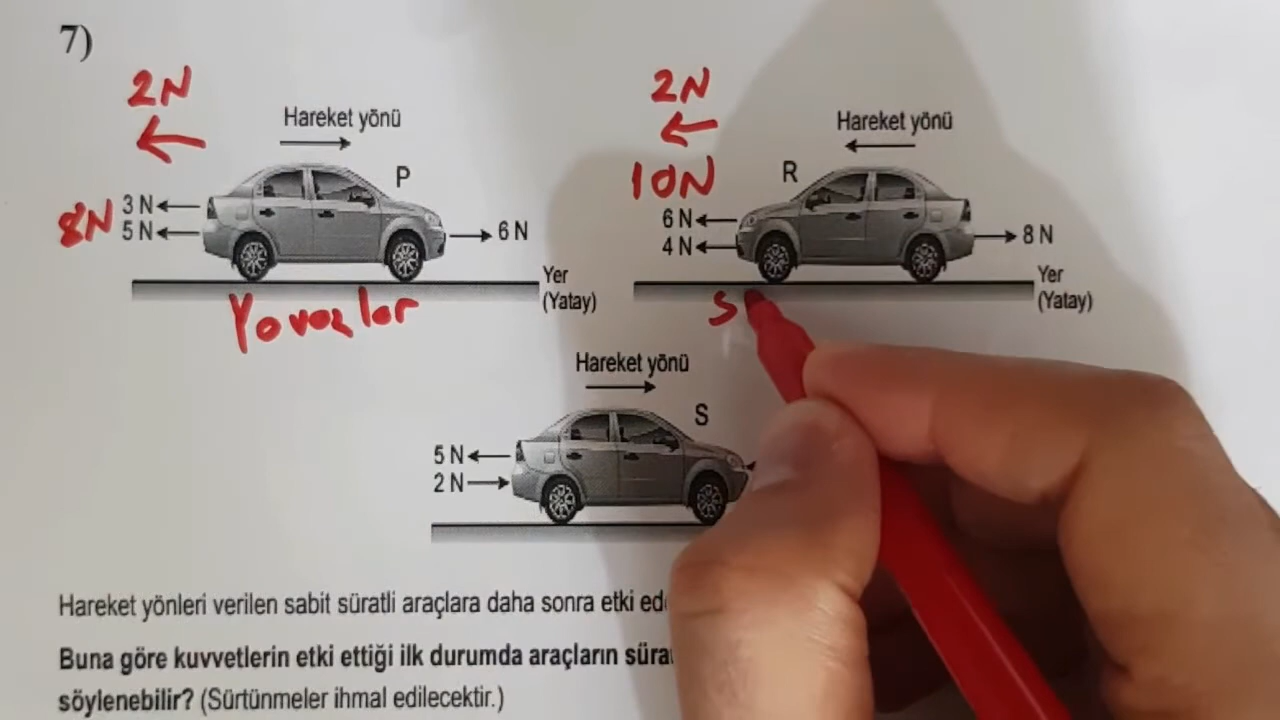 7)
2N
Hareket yönü
P
8N
3 N
5 N
6 N
Yer
(Yatay)
Yavaşlar
2N
Hareket yönü
10N
R
6 N
4 N
8 N
Yer
(Yatay)
S
Hareket yönü
S
5 N
2 N
Hareket yönleri verilen sabit süratli araçlara daha sonra etki
Buna göre kuvvetlerin etki ettiği ilk durumda araçların
söylenebilir? (Sürtünmeler ihmal edilecektir.)